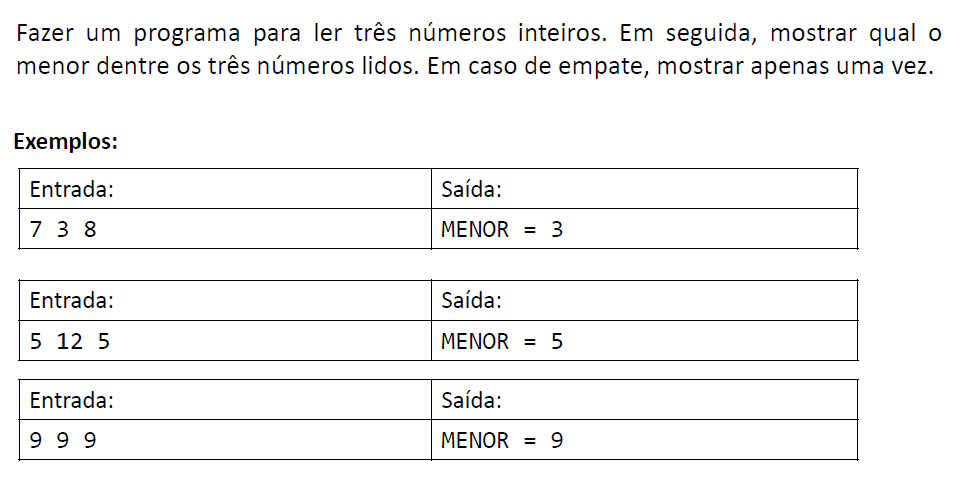 Fazer um programa para ler três números inteiros. Em seguida, mostrar qual o
menor dentre os três números lidos. Em caso de empate, mostrar apenas uma vez.
Exemplos:
Entrada: Saída:
7 3 8 MENOR = 3
Entrada: Saída:
5 12 5 MENOR = 5
Entrada: Saída:
9 9 9 MENOR = 9